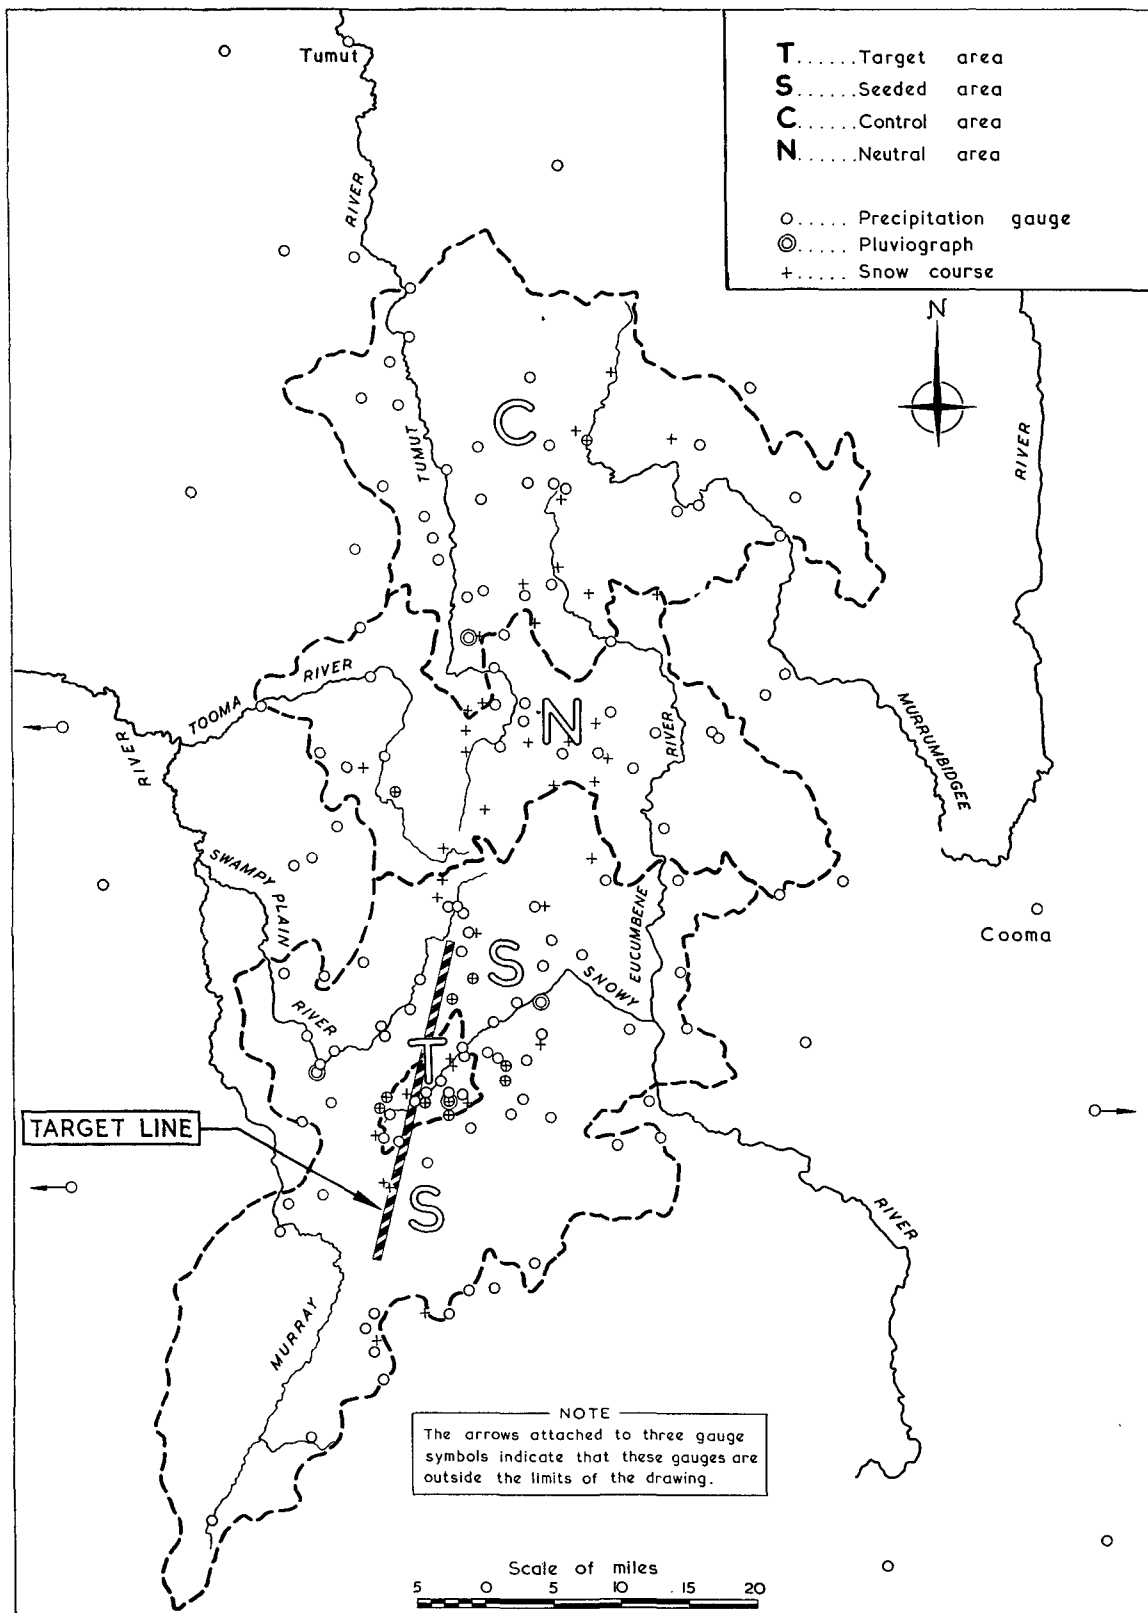 Tumut
T......Target area
S......Seeded area
C......Control area
N......Neutral area
o..... Precipitation gauge
◎..... Pluviograph
+..... Snow course
N
RIVER
C
TUMUT
RIVER
N
TOOMA RIVER
RIVER
RIVER
MURRUMBIDGEE
SWAMPY PLAIN
RIVER
EUCUMBENE
Cooma
S
SNOWY
T
TARGET LINE
S
RIVER
MURRAY
NOTE
The arrows attached to three gauge
symbols indicate that these gauges are
outside the limits of the drawing.
Scale of miles
5 0 5 10 15 20